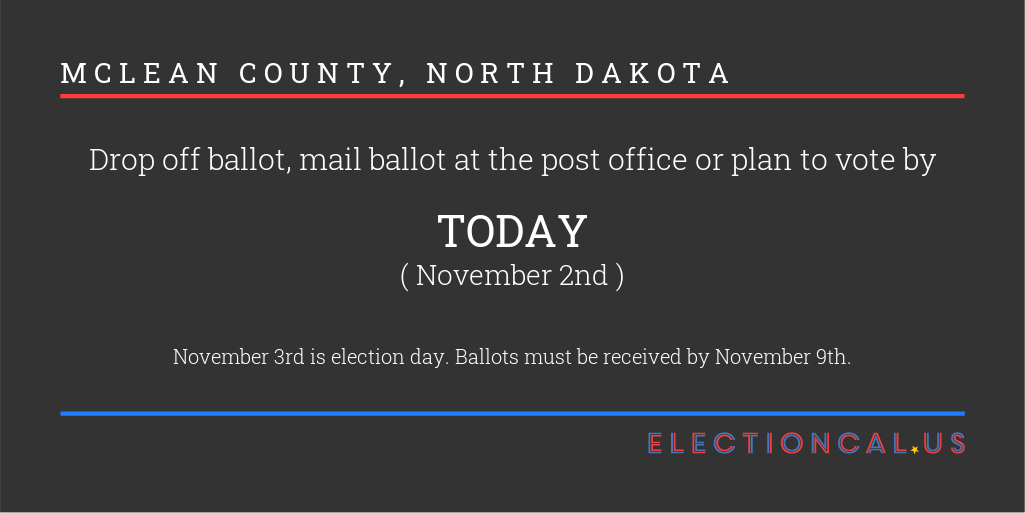 MCLEAN COUNTY, NORTH DAKOTA
Drop off ballot, mail ballot at the post office or plan to vote by
TODAY
( November 2nd )
November 3rd is election day. Ballots must be received by November 9th.
ELECTIONCAL★US